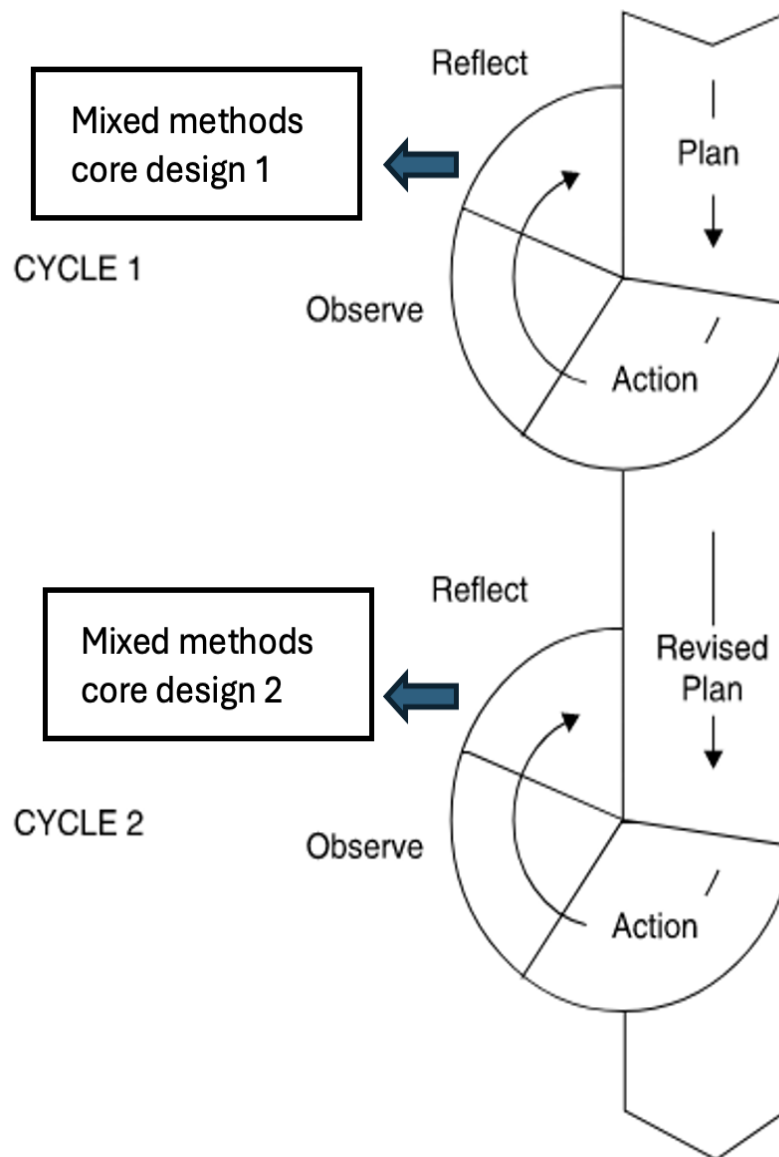 Reflect
Mixed methods
core design 1
Plan
CYCLE 1
Observe
Action
Reflect
Mixed methods
core design 2
Revised
Plan
CYCLE 2
Observe
Action